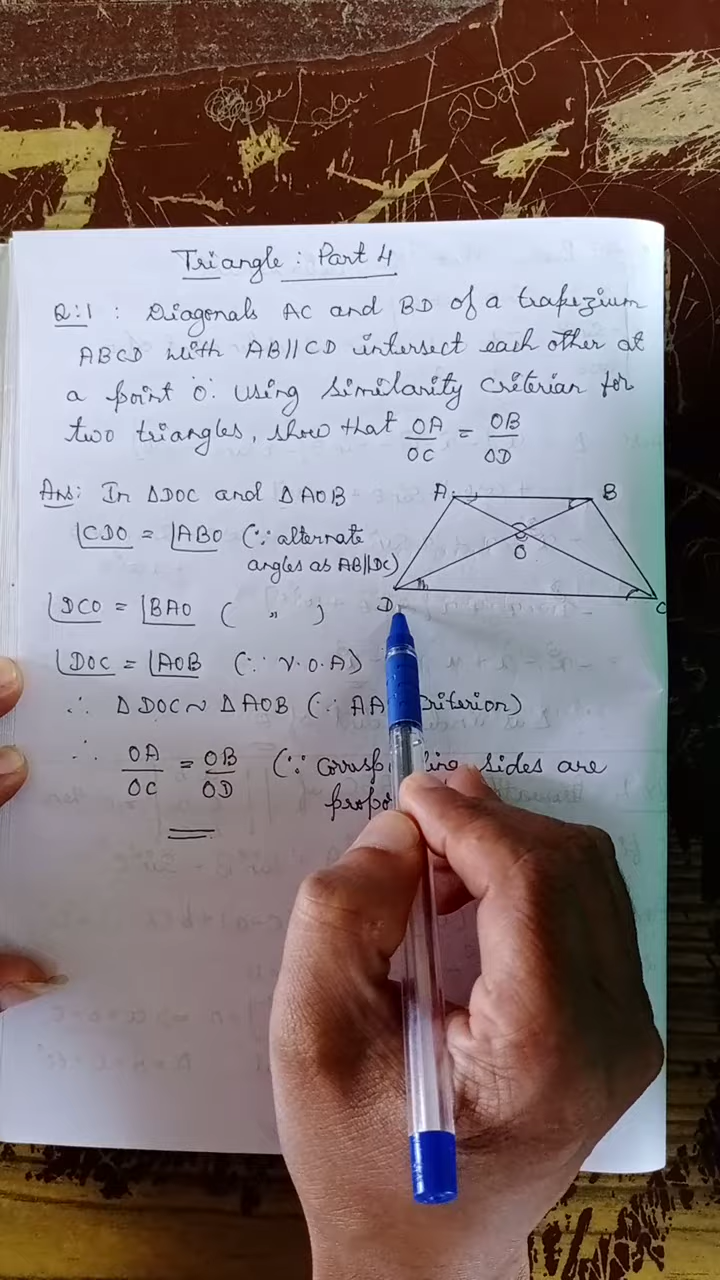 2020
Triangle: Part 4
Q:1 : Diagonals AC and BD of a trapezium
ABCD with AB||CD intersect each other at
a point 'O'. Using similarity criterian for
two triangles, show that OA/OC = OB/OD
Ans: In ΔDOC and ΔAOB
∠CDO = ∠ABO (∵ alternate
angles as AB||DC)
∠DCO = ∠BAO ( " )
∠DOC = ∠AOB (∵ V.O.A)
∴ ΔDOC ~ ΔAOB (∵ AA criterion)
∴ OA/OC = OB/OD (∵ sides are
A B
O
D C